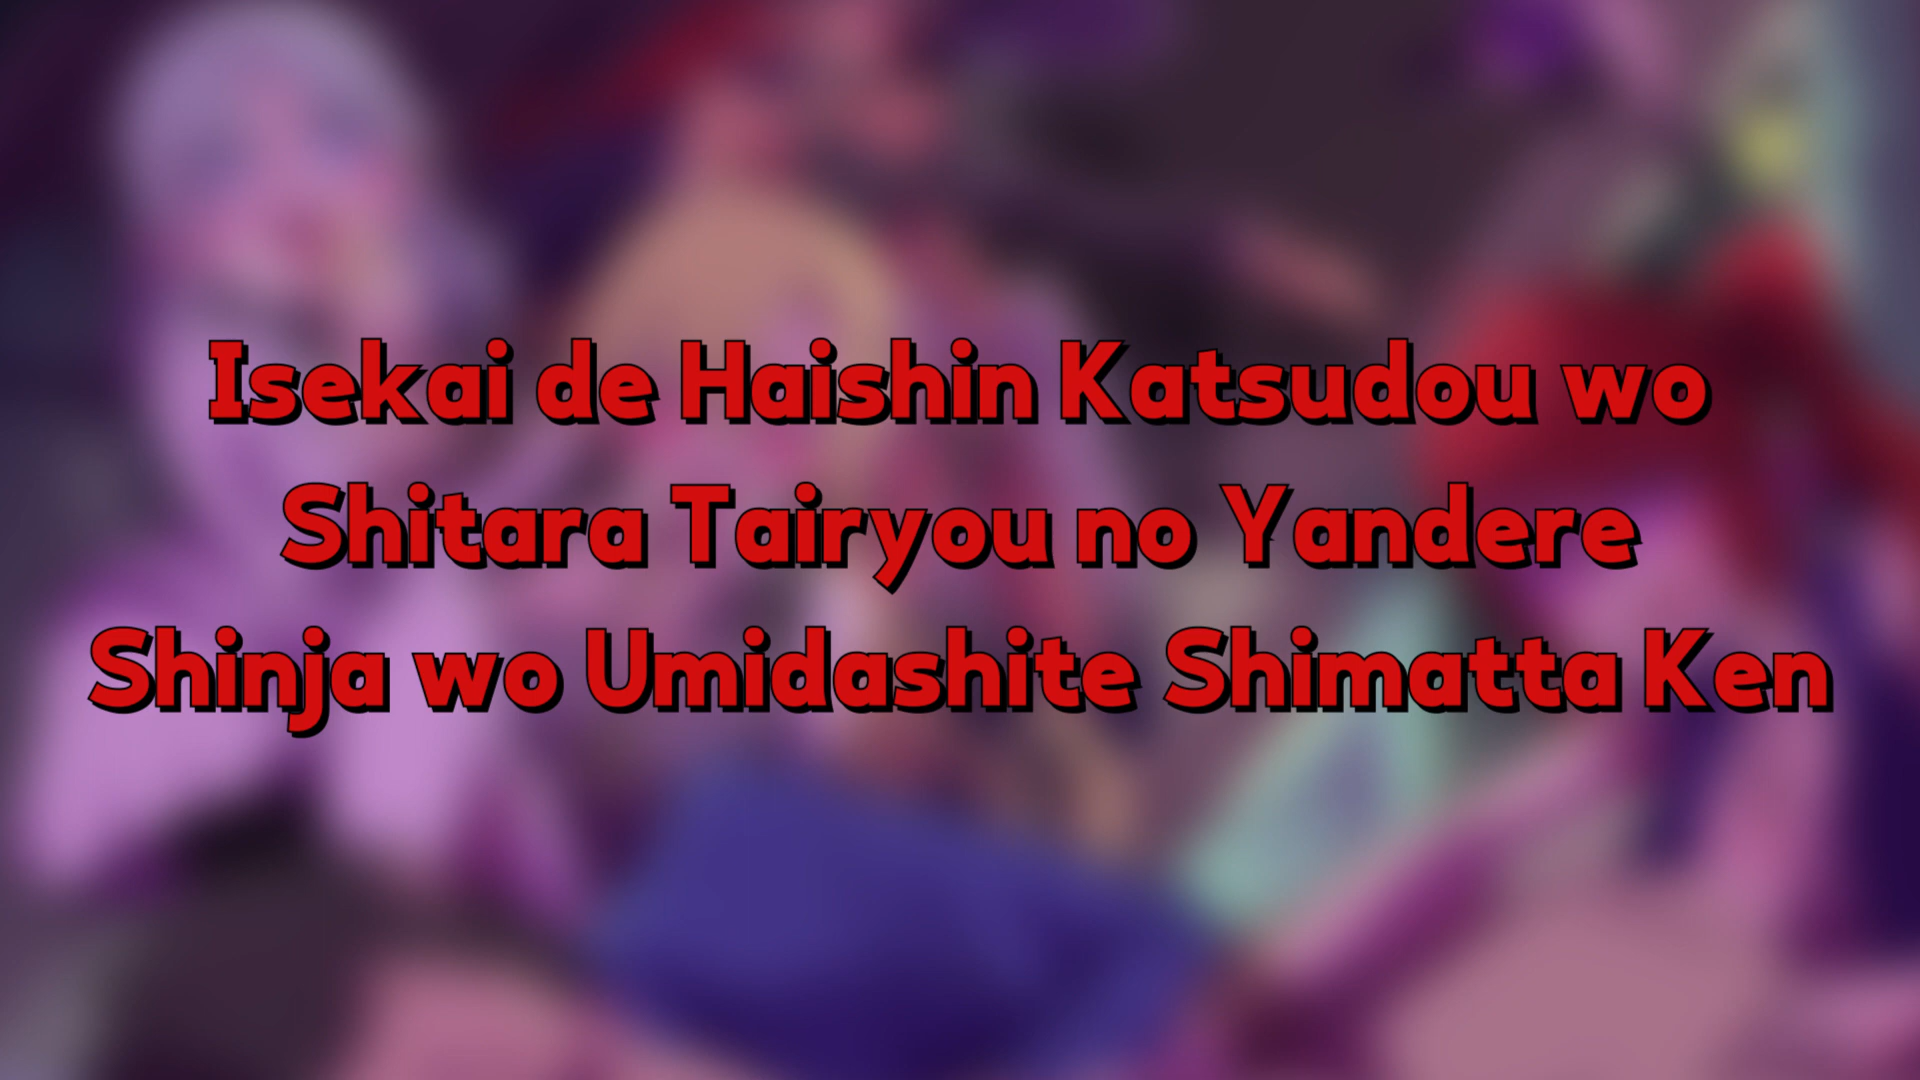 Isekai de Haishin Katsudou wo
Shitara Tairyou no Yandere
Shinja wo Umidashite Shimatta Ken